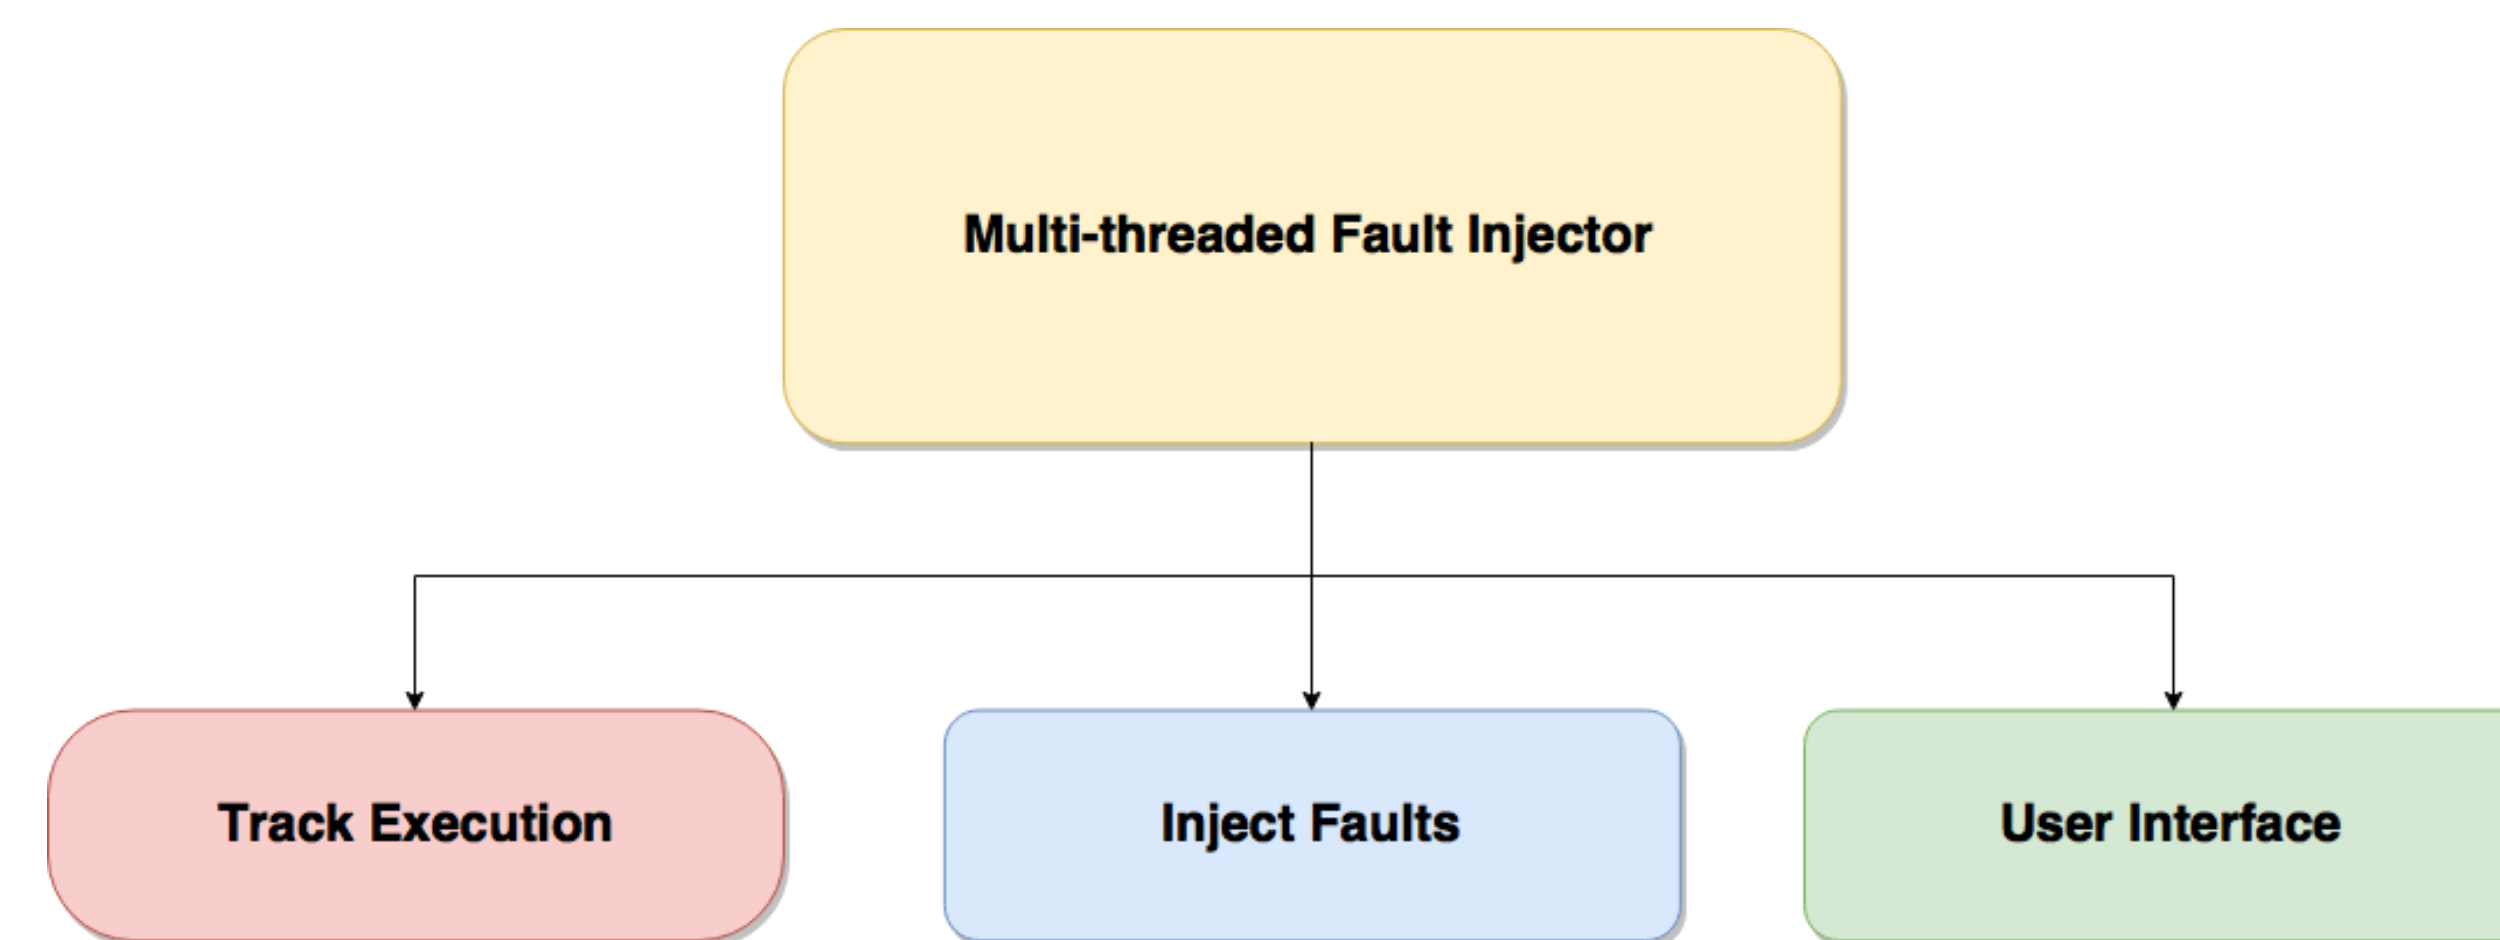 Multi-threaded Fault Injector
Track Execution
Inject Faults
User Interface